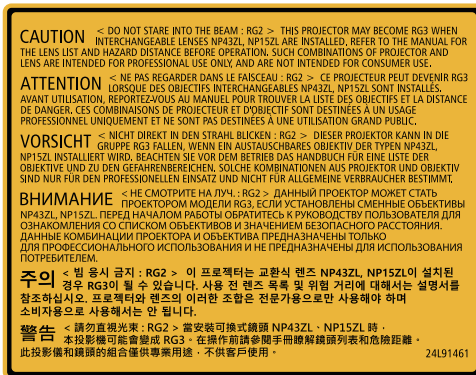 CAUTION < DO NOT STARE INTO THE BEAM : RG2 > THIS PROJECTOR MAY BECOME RG3 WHEN
INTERCHANGEABLE LENSES NP43ZL, NP15ZL ARE INSTALLED, REFER TO THE MANUAL FOR
THE LENS LIST AND HAZARD DISTANCE BEFORE OPERATION. SUCH COMBINATIONS OF PROJECTOR AND
LENS ARE INTENDED FOR PROFESSIONAL USE ONLY, AND ARE NOT INTENDED FOR CONSUMER USE.
ATTENTION < NE PAS REGARDER DANS LE FAİSCEAU : RG2 > CE PROJECTEUR PEUT DEVENIR RG3
LORSQUE DES OBJECTIFS INTERCHANGEABLES NP43ZL, NP15ZL SONT INSTALLÉS.
AVANT UTILISATION, REPORTEZ-VOUS AU MANUEL POUR TROUVER LA LISTE DES OBJECTIFS ET LA DISTANCE
DE DANGER. CES COMBINAISONS DE PROJECTEUR ET D'OBJECTIF SONT DESTINÉES À UN USAGE
PROFESSIONNEL UNIQUEMENT ET NE SONT PAS DESTINÉES À UNE UTILISATION GRAND PUBLIC.
VORSICHT < NICHT DIREKT IN DEN STRAHL BLICKEN : RG2 > DIESER PROJEKTOR KANN IN DIE
GRUPPE RG3 FALLEN, WENN EIN AUSTAUSCHBARES OBJEKTIV DER TYPEN NP43ZL,
NP15ZL INSTALLIERT WIRD. BEACHTEN SIE VOR DEM BETRIEB DAS HANDBUCH FÜR EINE LISTE DER
OBJEKTIVE UND ZU DEN GEFAHRENBEREICHEN, SOLCHE KOMBINATIONEN AUS PROJEKTOR UND OBJEKTIV
SIND NUR FÜR DEN PROFESSIONELLEN EINSATZ UND NICHT FÜR ALLGEMEINE VERBRAUCHER BESTIMMT.
ВНИМАНИЕ < НЕ СМОТРИТЕ НА ЛУЧ. : RG2 > ДАННЫЙ ПРОЕКТОР МОЖЕТ СТАТЬ
ПРОЕКТОРОМ МОДЕЛИ RG3, ЕСЛИ УСТАНОВЛЕНЫ СМЕННЫЕ ОБЪЕКТИВЫ
NP43ZL, NP15ZL. ПЕРЕД НАЧАЛОМ РАБОТЫ ОБРАТИТЕСЬ К РУКОВОДСТВУ ПОЛЬЗОВАТЕЛЯ ДЛЯ
ОЗНАКОМЛЕНИЯ СО СПИСКОМ ОБЪЕКТИВОВ И ЗНАЧЕНИЕМ БЕЗОПАСНОГО РАССТОЯНИЯ.
ДАННЫЕ КОМБИНАЦИИ ПРОЕКТОРА И ОБЪЕКТИВА ПРЕДНАЗНАЧЕНЫ ТОЛЬКО
ДЛЯ ПРОФЕССИОНАЛЬНОГО ИСПОЛЬЗОВАНИЯ И НЕ ПРЕДНАЗНАЧЕНЫ ДЛЯ ИСПОЛЬЗОВАНИЯ
ПОТРЕБИТЕЛЕМ.
주의 < 빔 응시 금지 : RG2 > 이 프로젝터는 교환식 렌즈 NP43ZL, NP15ZL이 설치된
경우 RG3이 될 수 있습니다. 사용 전 렌즈 목록 및 위험 거리에 대해서는 설명서를
참조하십시오. 프로젝터와 렌즈의 이러한 조합은 전문가용으로만 사용해야 하며
소비자용으로 사용해서는 안 됩니다.
警告 < 請勿直視光束 : RG2 > 當安裝可換式鏡頭 NP43ZL、NP15ZL 時，
本投影機可能會變成 RG3。在操作前請參閱手冊瞭解鏡頭列表和危險距離。
此投影儀和鏡頭的組合僅供專業用途，不供客戶使用。
24L91461